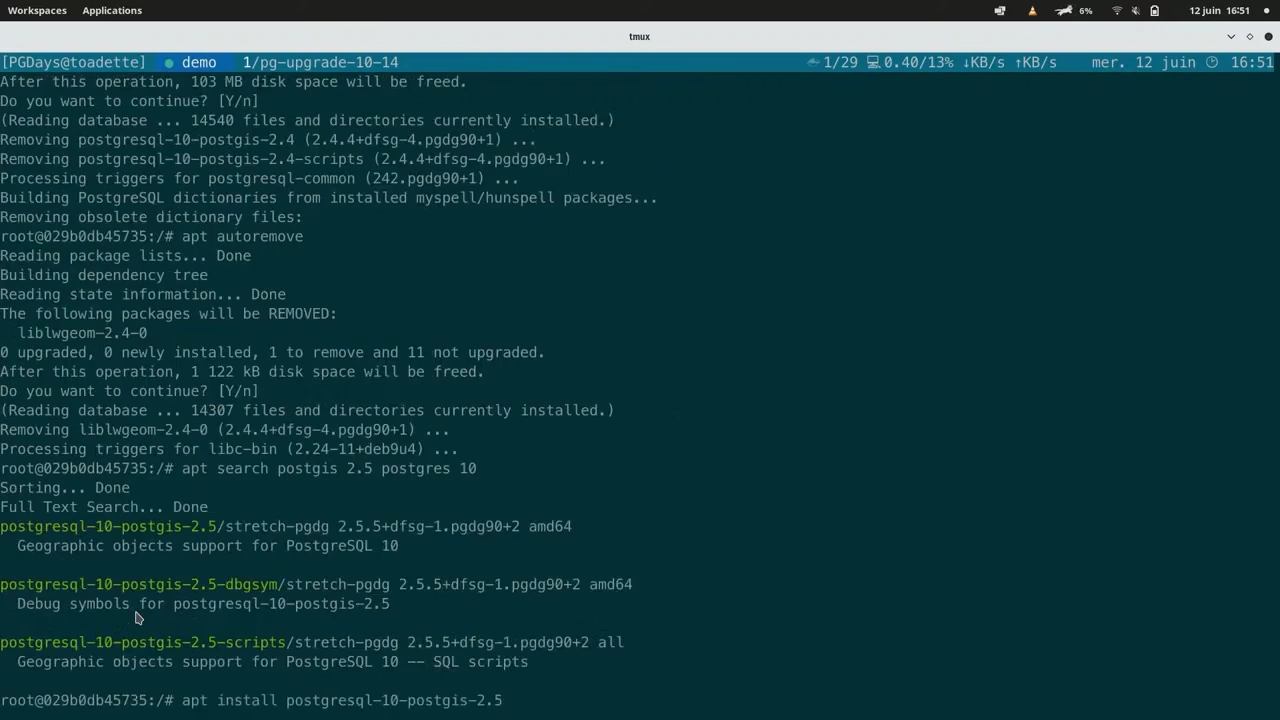 Workspaces Applications 6% 12 juin 16:51
tmux
[PGDays@toadette] ● demo 1/pg-upgrade-10-14 1/29 0.40/13% ↓KB/s ↑KB/s mer. 12 juin 16:51
After this operation, 103 MB disk space will be freed.
Do you want to continue? [Y/n]
(Reading database ... 14540 files and directories currently installed.)
Removing postgresql-10-postgis-2.4 (2.4.4+dfsg-4.pgdg90+1) ...
Removing postgresql-10-postgis-2.4-scripts (2.4.4+dfsg-4.pgdg90+1) ...
Processing triggers for postgresql-common (242.pgdg90+1) ...
Building PostgreSQL dictionaries from installed myspell/hunspell packages...
Removing obsolete dictionary files:
root@029b0db45735:/# apt autoremove
Reading package lists... Done
Building dependency tree
Reading state information... Done
The following packages will be REMOVED:
  liblwgeom-2.4-0
0 upgraded, 0 newly installed, 1 to remove and 11 not upgraded.
After this operation, 1 122 kB disk space will be freed.
Do you want to continue? [Y/n]
(Reading database ... 14307 files and directories currently installed.)
Removing liblwgeom-2.4-0 (2.4.4+dfsg-4.pgdg90+1) ...
Processing triggers for libc-bin (2.24-11+deb9u4) ...
root@029b0db45735:/# apt search postgis 2.5 postgres 10
Sorting... Done
Full Text Search... Done
postgresql-10-postgis-2.5/stretch-pgdg 2.5.5+dfsg-1.pgdg90+2 amd64
  Geographic objects support for PostgreSQL 10
postgresql-10-postgis-2.5-dbgsym/stretch-pgdg 2.5.5+dfsg-1.pgdg90+2 amd64
  Debug symbols for postgresql-10-postgis-2.5
postgresql-10-postgis-2.5-scripts/stretch-pgdg 2.5.5+dfsg-1.pgdg90+2 all
  Geographic objects support for PostgreSQL 10 -- SQL scripts
root@029b0db45735:/# apt install postgresql-10-postgis-2.5